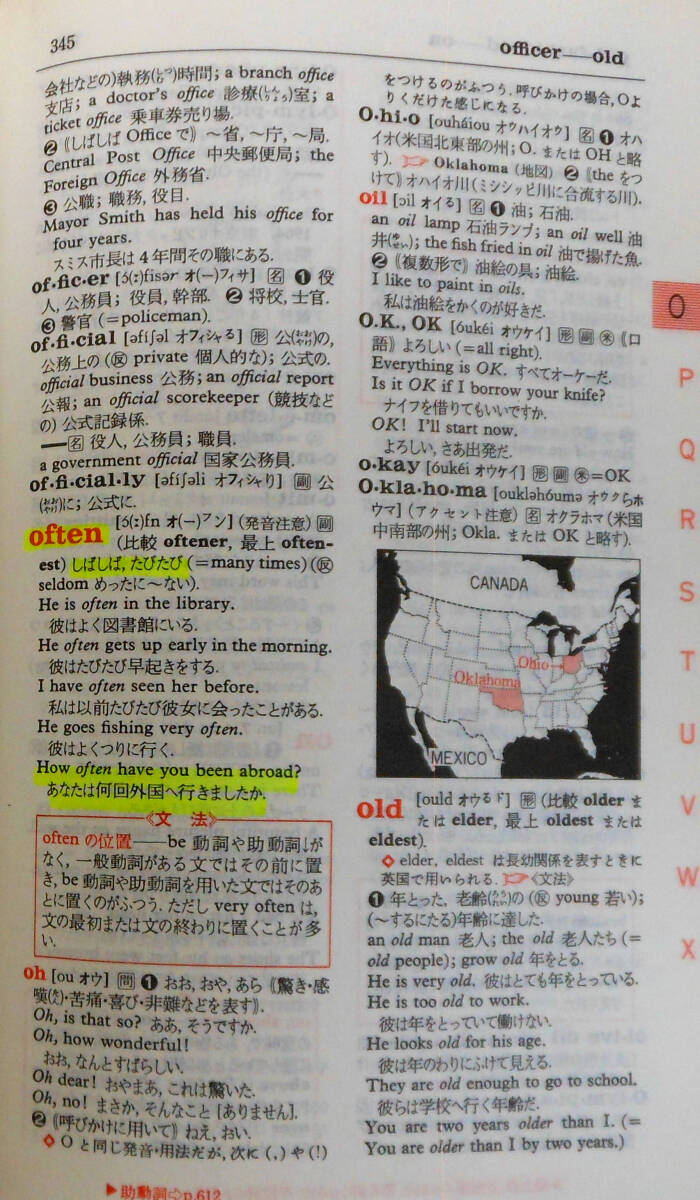 345
officer——old
会社などの)執務(しつむ)時間; a branch office
支店; a doctor's office 診療(しんりょう)室; a
ticket office 乗車券売り場.
❷《しばしば Office で》〜省, 〜庁, 〜局.
Central Post Office 中央郵便局; the
Foreign Office 外務省.
❸ 公職; 職務, 役目.
Mayor Smith has held his office for
four years.
スミス市長は4年間その職にある.
of·fic·er [ɔ́(ː)fisər オ(ー)フィサ] 名 ❶ 役
人, 公務員; 役員, 幹部. ❷ 将校, 士官.
❸ 警官 (=policeman).
of·fi·cial [əfíʃəl オフィシャる] 形 公(おおやけ)の,
公務上の (反 private 個人的な); 公式の.
official business 公務; an official report
公報; an official scorekeeper (競技など
の) 公式記録係.
——名 役人, 公務員; 職員.
a government official 国家公務員.
of·fi·cial·ly [əfíʃəli オフィシャり] 副 公
(おおやけ)に; 公式に.
often [ɔ́(ː)fn オ(ー)フン] (発音注意) 副
(比較 oftener, 最上 often-
est) しばしば, たびたび (=many times) (反
seldom めったに〜ない).
He is often in the library.
彼はよく図書館にいる.
He often gets up early in the morning.
彼はたびたび早起きをする.
I have often seen her before.
私は以前たびたび彼女に会ったことがある.
He goes fishing very often.
彼はよくつりに行く.
How often have you been abroad?
あなたは何回外国へ行きましたか.
《文 法》
often の位置——be 動詞や助動詞↓が
なく, 一般動詞がある文ではその前に置
き, be 動詞や助動詞を用いた文ではそのあ
とに置くのがふつう. ただし very often は,
文の最初または文の終わりに置くことが多
い.
oh [ou オウ] 間 ❶ おお, おや, あら《驚き・感
嘆(たん)・苦痛・喜び・非難などを表す》.
Oh, is that so? ああ, そうですか.
Oh, how wonderful!
おお, なんとすばらしい.
Oh dear! おやまあ, これは驚いた.
Oh, no! まさか, そんなこと [ありません].
❷《呼びかけに用いて》ねえ, おい.
◇ O と同じ発音・用法だが, 次に (,) や (!)
▶助動詞⇨p.612
をつけるのがふつう. 呼びかけの場合, Oよ
りくだけた感じになる.
O·hi·o [ouháiou オウハイオウ] 名 ❶ オハ
イオ(米国北東部の州; O. または OH と略
す). ☞ Oklahoma (地図) ❷《the をつ
けて》オハイオ川(ミシシッピ川に合流する川).
oil [ɔil オイる] 名 ❶ 油; 石油.
an oil lamp 石油ランプ; an oil well 油
井(ゆせい); the fish fried in oil 油で揚げた魚.
❷《複数形で》油絵の具; 油絵.
I like to paint in oils.
私は油絵をかくのが好きだ.
O.K., OK [óukéi オウケイ] 形 副 米《口
語》よろしい (=all right).
Everything is OK. すべてオーケーだ.
Is it OK if I borrow your knife?
ナイフを借りてもいいですか.
OK! I'll start now.
よろしい, さあ出発だ.
o·kay [óukéi オウケイ] 形 副 米=OK
O·kla·ho·ma [oukləhóumə オウクらホ
ウマ] (アクセント注意) 名 オクラホマ(米国
中南部の州; Okla. または OK と略す).
CANADA
Ohio
Oklahoma
MEXICO
old [ould オウるド] 形 (比較 older ま
たは elder, 最上 oldest または
eldest).
◇ elder, eldest は長幼関係を表すときに
英国で用いられる. ☞《文法》
❶ 年とった, 老齢(ろうれい)の (反 young 若い);
(〜するにたる)年齢に達した.
an old man 老人; the old 老人たち (=
old people); grow old 年をとる.
He is very old. 彼はとても年をとっている.
He is too old to work.
彼は年をとっていて働けない.
He looks old for his age.
彼は年のわりにふけて見える.
They are old enough to go to school.
彼らは学校へ行く年齢だ.
You are two years older than I. (=
You are older than I by two years.)
O
P
Q
R
S
T
U
V
W
X